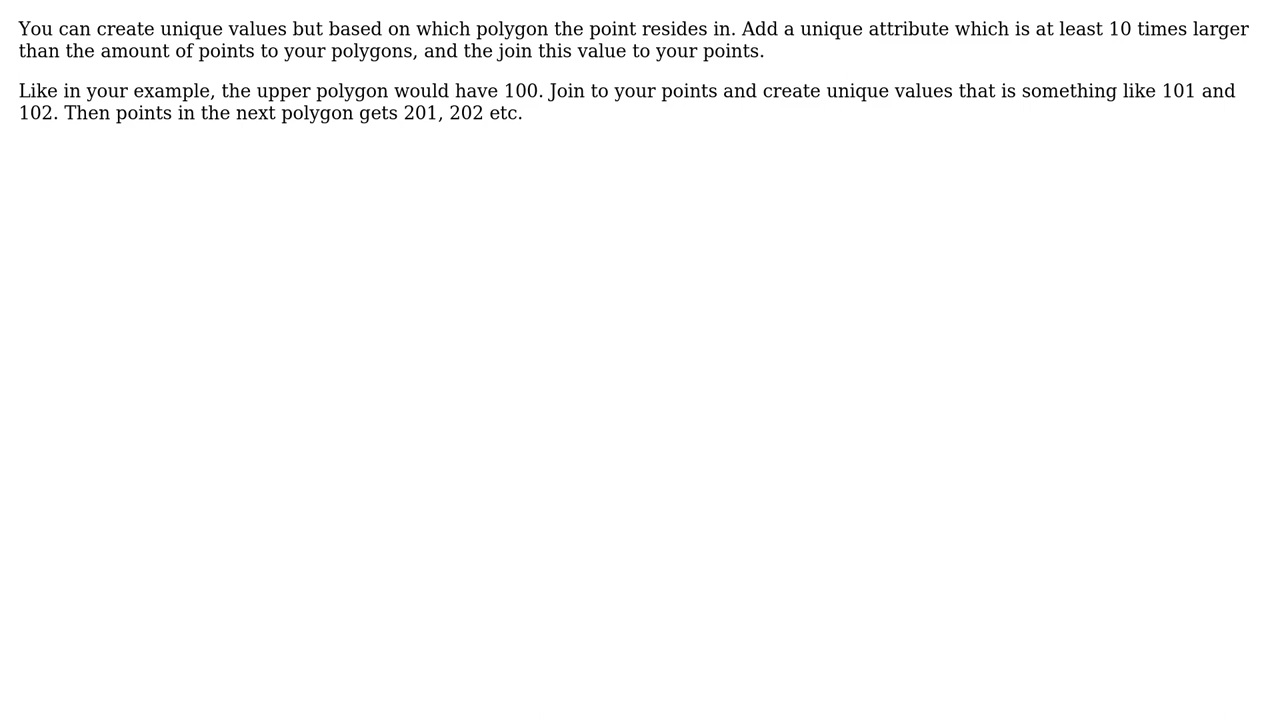 You can create unique values but based on which polygon the point resides in. Add a unique attribute which is at least 10 times larger
than the amount of points to your polygons, and the join this value to your points.
Like in your example, the upper polygon would have 100. Join to your points and create unique values that is something like 101 and
102. Then points in the next polygon gets 201, 202 etc.